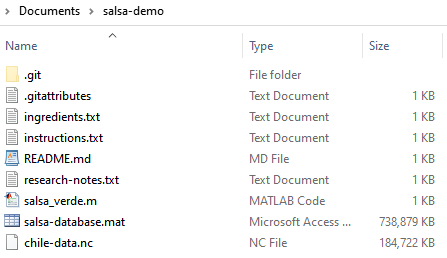 Documents > salsa-demo
Name Type Size
.git File folder
.gitattributes Text Document 1 KB
ingredients.txt Text Document 1 KB
instructions.txt Text Document 1 KB
README.md MD File 1 KB
research-notes.txt Text Document 1 KB
salsa_verde.m MATLAB Code 1 KB
salsa-database.mat Microsoft Access ... 738,879 KB
chile-data.nc NC File 184,722 KB